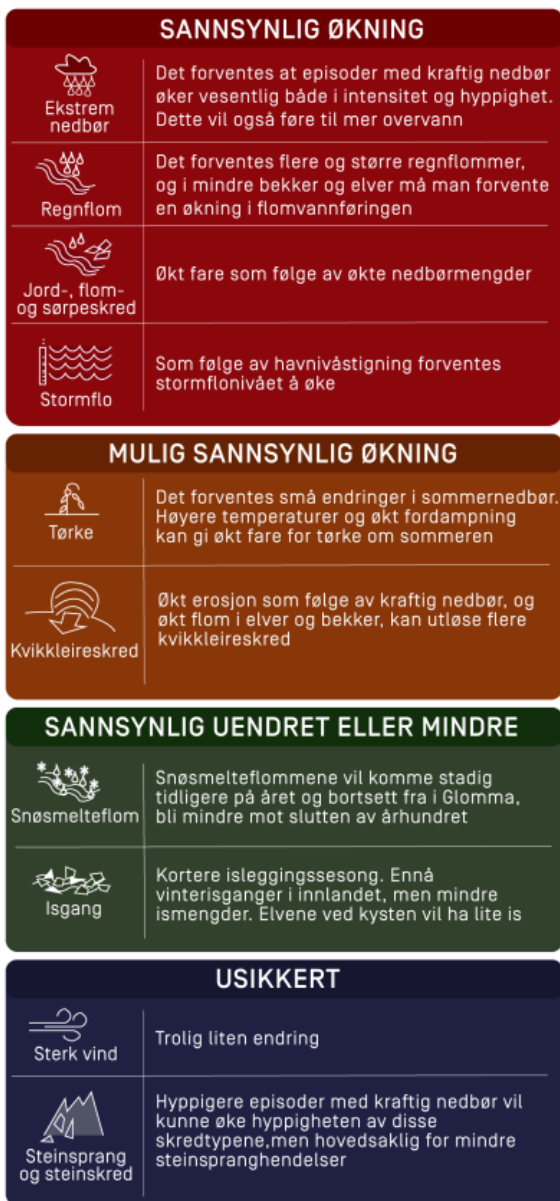 SANNSYNLIG ØKNING
Ekstrem
nedbør
Det forventes at episoder med kraftig nedbør
øker vesentlig både i intensitet og hyppighet.
Dette vil også føre til mer overvann
Regnflom
Det forventes flere og større regnflommer,
og i mindre bekker og elver må man forvente
en økning i flomvannføringen
Jord-, flom-
og sørpeskred
Økt fare som følge av økte nedbørmengder
Stormflo
Som følge av havnivåstigning forventes
stormflonivået å øke
MULIG SANNSYNLIG ØKNING
Tørke
Det forventes små endringer i sommernedbør.
Høyere temperaturer og økt fordampning
kan gi økt fare for tørke om sommeren
Kvikkleireskred
Økt erosjon som følge av kraftig nedbør, og
økt flom i elver og bekker, kan utløse flere
kvikkleireskred
SANNSYNLIG UENDRET ELLER MINDRE
Snøsmelteflom
Snøsmelteflommene vil komme stadig
tidligere på året og bortsett fra i Glomma,
bli mindre mot slutten av århundret
Isgang
Kortere isleggingssesong. Ennå
vinterisganger i innlandet, men mindre
ismengder. Elvene ved kysten vil ha lite is
USIKKERT
Sterk vind
Trolig liten endring
Steinsprang
og steinskred
Hyppigere episoder med kraftig nedbør vil
kunne øke hyppigheten av disse
skredtypene,men hovedsaklig for mindre
steinspranghendelser